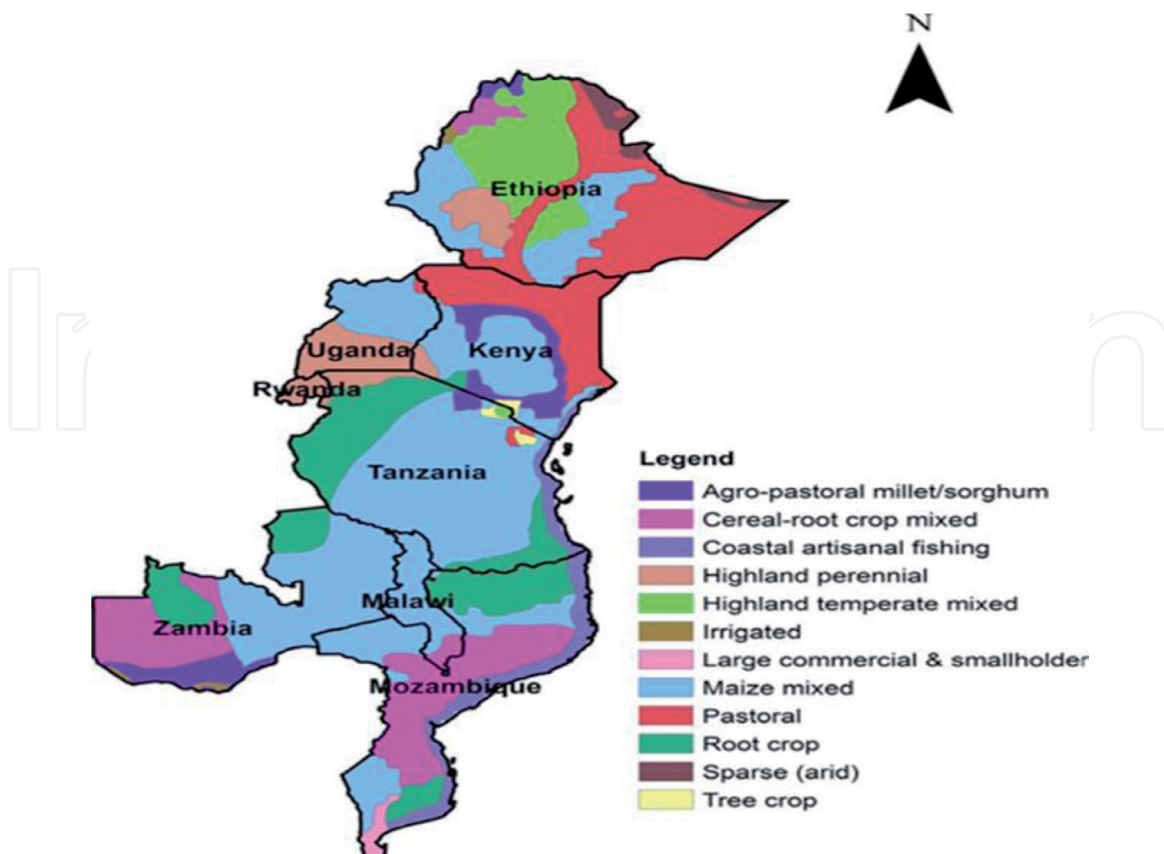 N
Ethiopia
Uganda
Kenya
Rwanda
Tanzania
Malawi
Zambia
Mozambique
Legend
Agro-pastoral millet/sorghum
Cereal-root crop mixed
Coastal artisanal fishing
Highland perennial
Highland temperate mixed
Irrigated
Large commercial & smallholder
Maize mixed
Pastoral
Root crop
Sparse (arid)
Tree crop